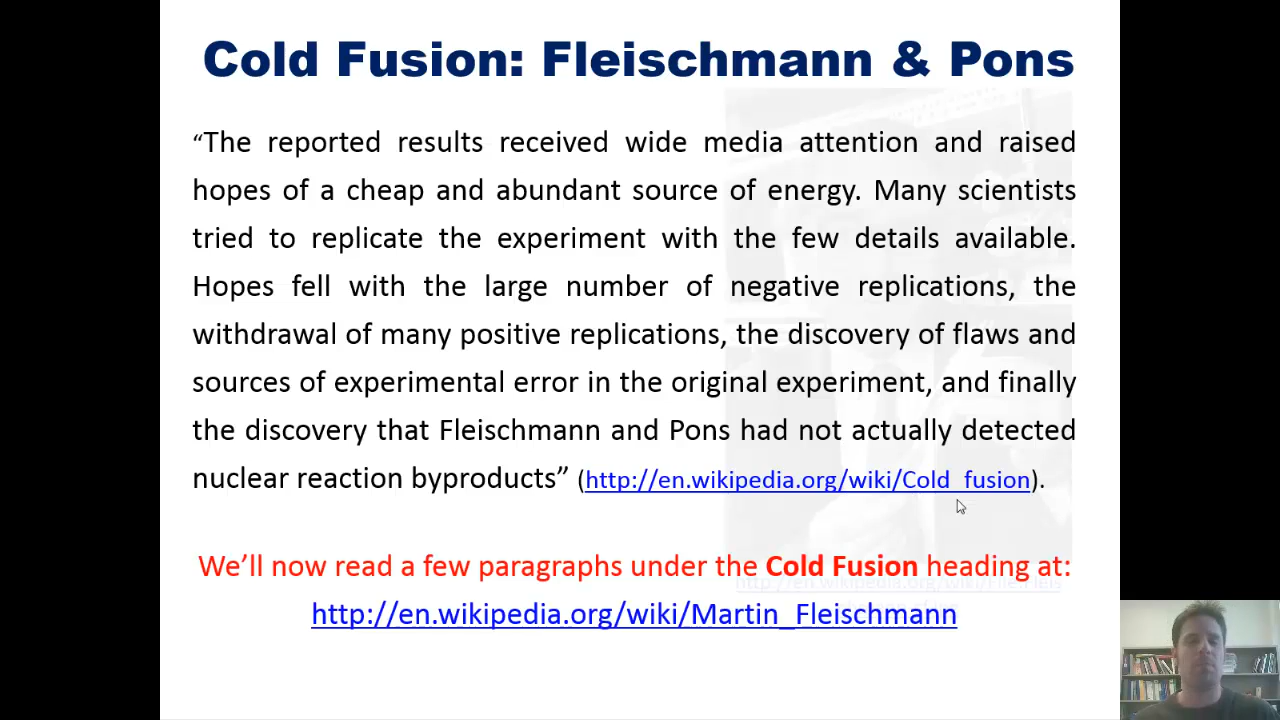 Cold Fusion: Fleischmann & Pons
“The reported results received wide media attention and raised
hopes of a cheap and abundant source of energy. Many scientists
tried to replicate the experiment with the few details available.
Hopes fell with the large number of negative replications, the
withdrawal of many positive replications, the discovery of flaws and
sources of experimental error in the original experiment, and finally
the discovery that Fleischmann and Pons had not actually detected
nuclear reaction byproducts” (http://en.wikipedia.org/wiki/Cold_fusion).
We’ll now read a few paragraphs under the Cold Fusion heading at:
http://en.wikipedia.org/wiki/Martin_Fleischmann